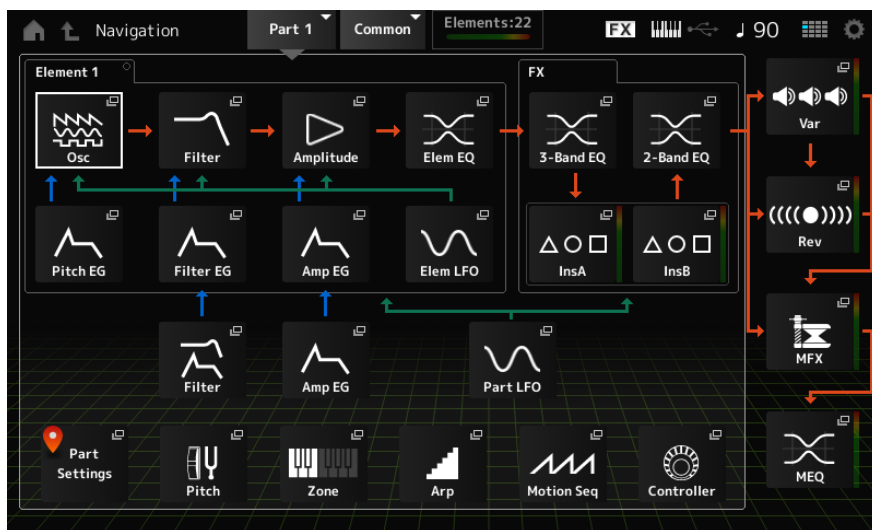 Navigation
Part 1
Common
Elements:22
FX
90
Element 1
FX
Osc
Filter
Amplitude
Elem EQ
3-Band EQ
2-Band EQ
Var
Pitch EG
Filter EG
Amp EG
Elem LFO
InsA
InsB
Rev
Filter
Amp EG
Part LFO
MFX
Part
Settings
Pitch
Zone
Arp
Motion Seq
Controller
MEQ